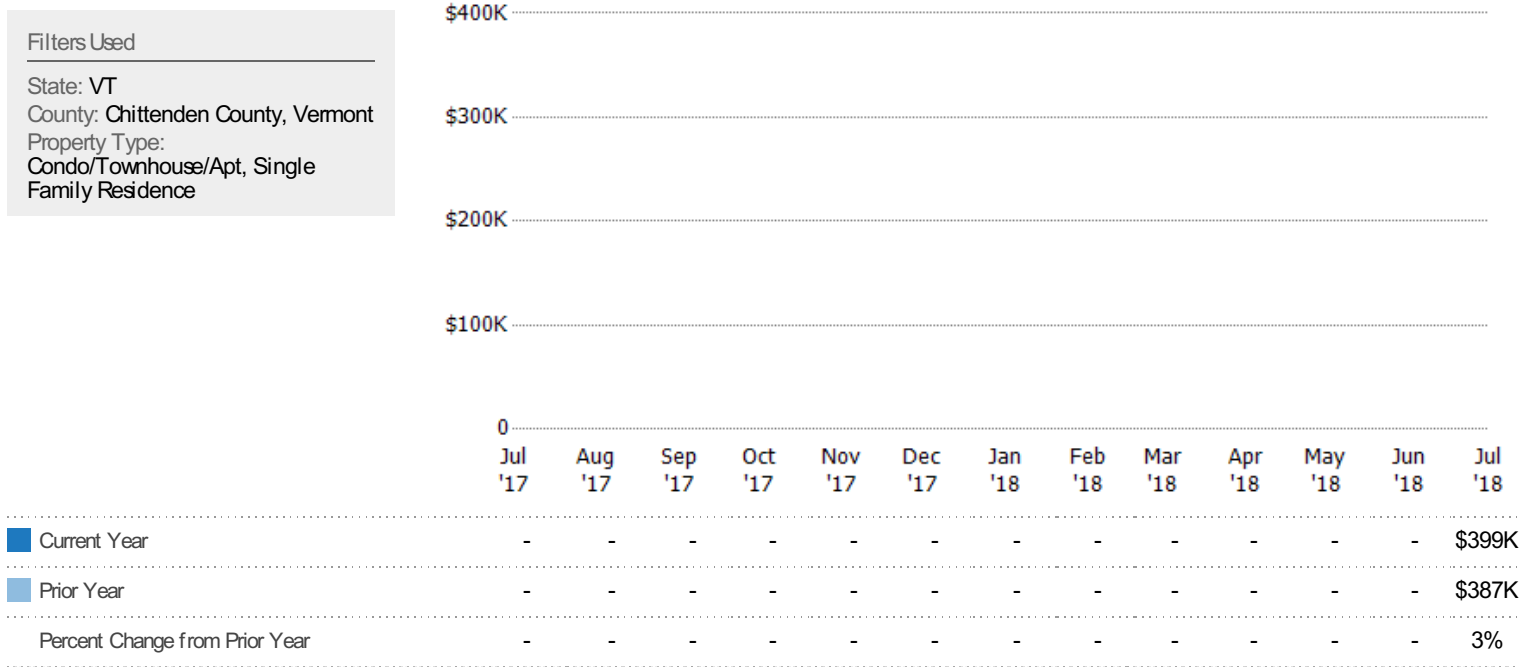 Filters Used
State: VT
County: Chittenden County, Vermont
Property Type:
Condo/Townhouse/Apt, Single
Family Residence
$400K
$300K
$200K
$100K
0
Jul Aug Sep Oct Nov Dec Jan Feb Mar Apr May Jun Jul
'17 '17 '17 '17 '17 '17 '18 '18 '18 '18 '18 '18 '18
Current Year - - - - - - - - - - - - $399K
Prior Year - - - - - - - - - - - - $387K
Percent Change from Prior Year - - - - - - - - - - - - 3%